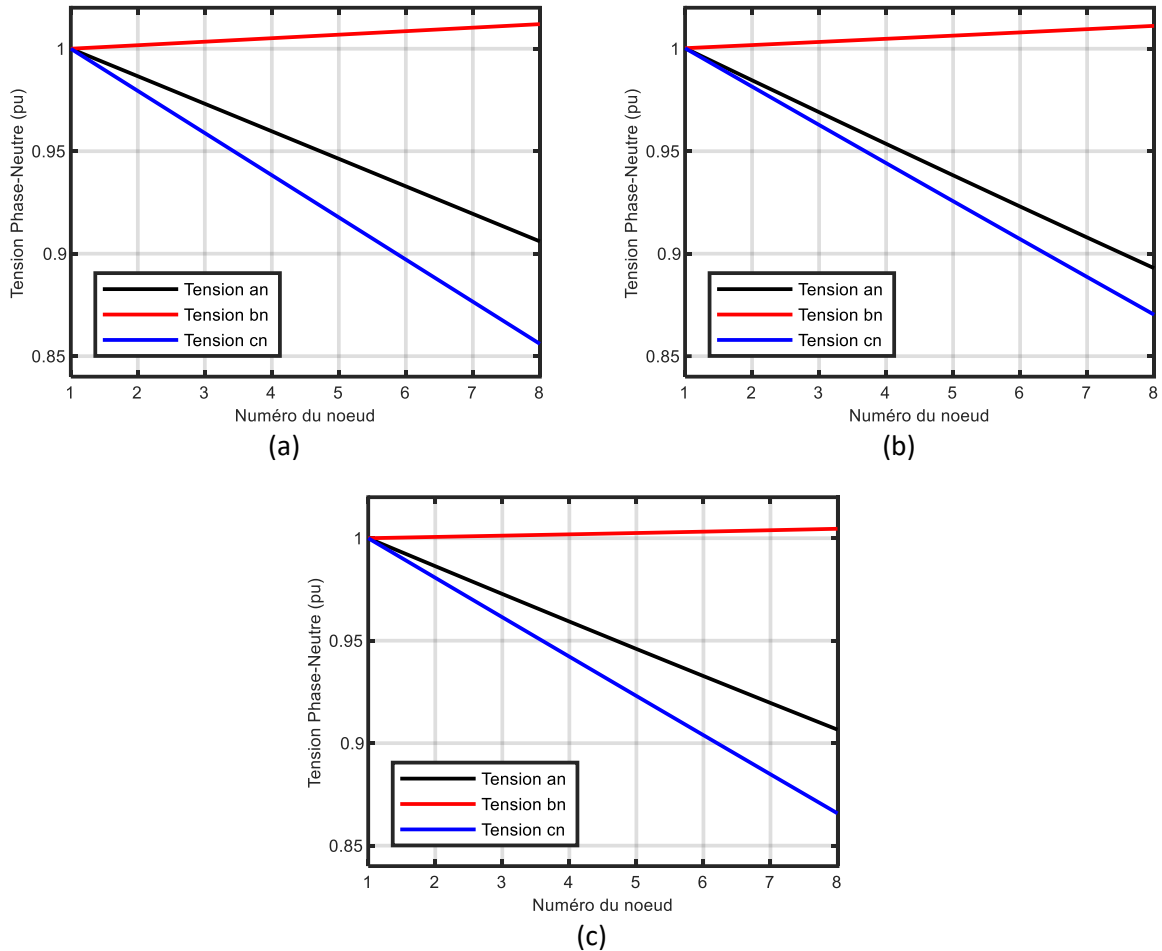 Tension Phase-Neutre (pu)
1
0.95
0.9
0.85
Tension an
Tension bn
Tension cn
1 2 3 4 5 6 7 8
Numéro du noeud
(a)
Tension Phase-Neutre (pu)
1
0.95
0.9
0.85
Tension an
Tension bn
Tension cn
1 2 3 4 5 6 7 8
Numéro du noeud
(b)
Tension Phase-Neutre (pu)
1
0.95
0.9
0.85
Tension an
Tension bn
Tension cn
1 2 3 4 5 6 7 8
Numéro du noeud
(c)